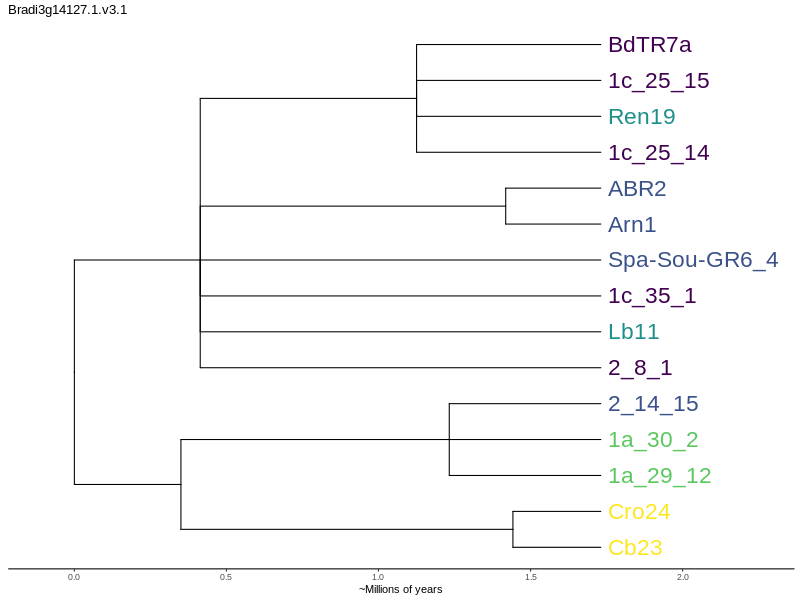 Bradi3g14127.1.v3.1
BdTR7a
1c_25_15
Ren19
1c_25_14
ABR2
Arn1
Spa-Sou-GR6_4
1c_35_1
Lb11
2_8_1
2_14_15
1a_30_2
1a_29_12
Cro24
Cb23
0.0 0.5 1.0 1.5 2.0
~Millions of years